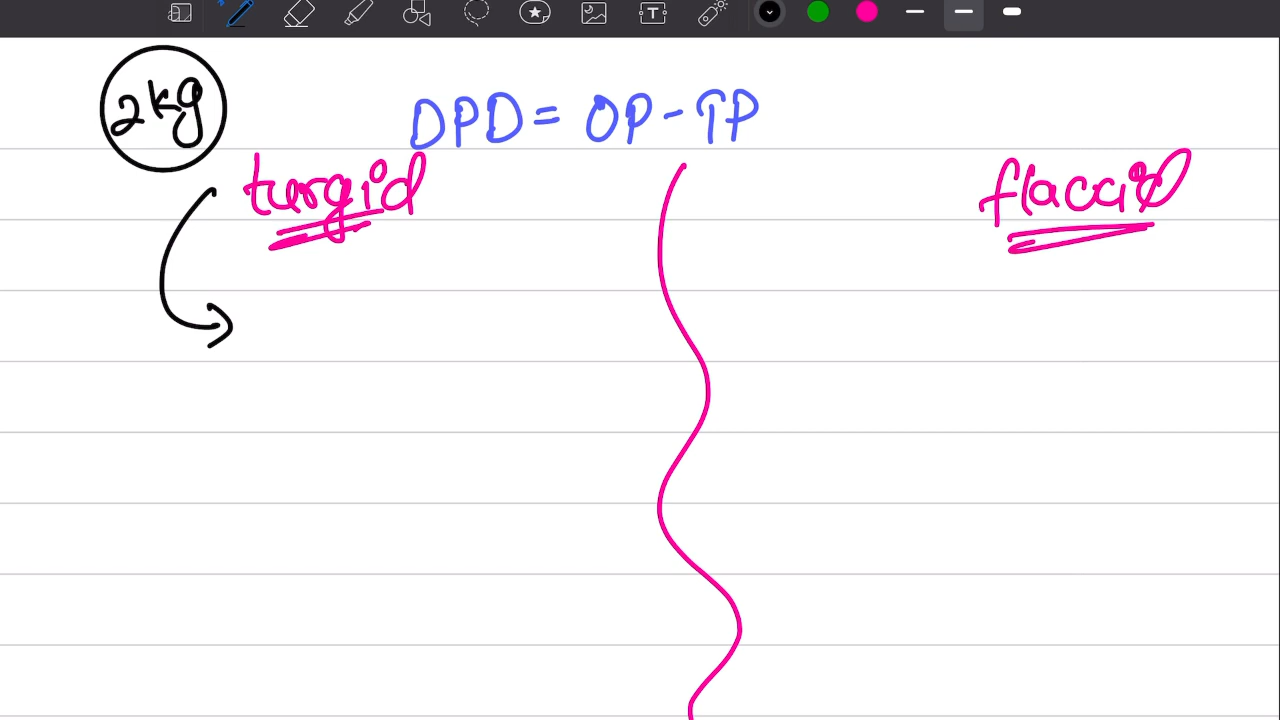 2kg
DPD = OP - TP
turgid
flaccid